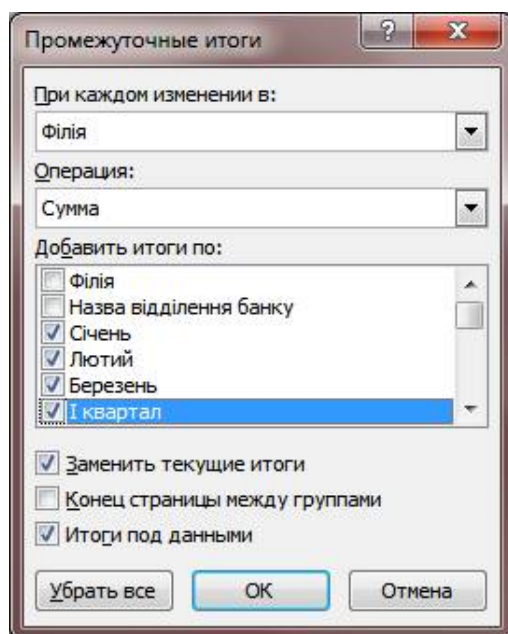 Промежуточные итоги
При каждом изменении в:
Філія
Операция:
Сумма
Добавить итоги по:
Філія
Назва відділення банку
Січень
Лютий
Березень
І квартал
Заменить текущие итоги
Конец страницы между группами
Итоги под данными
Убрать все ОК Отмена